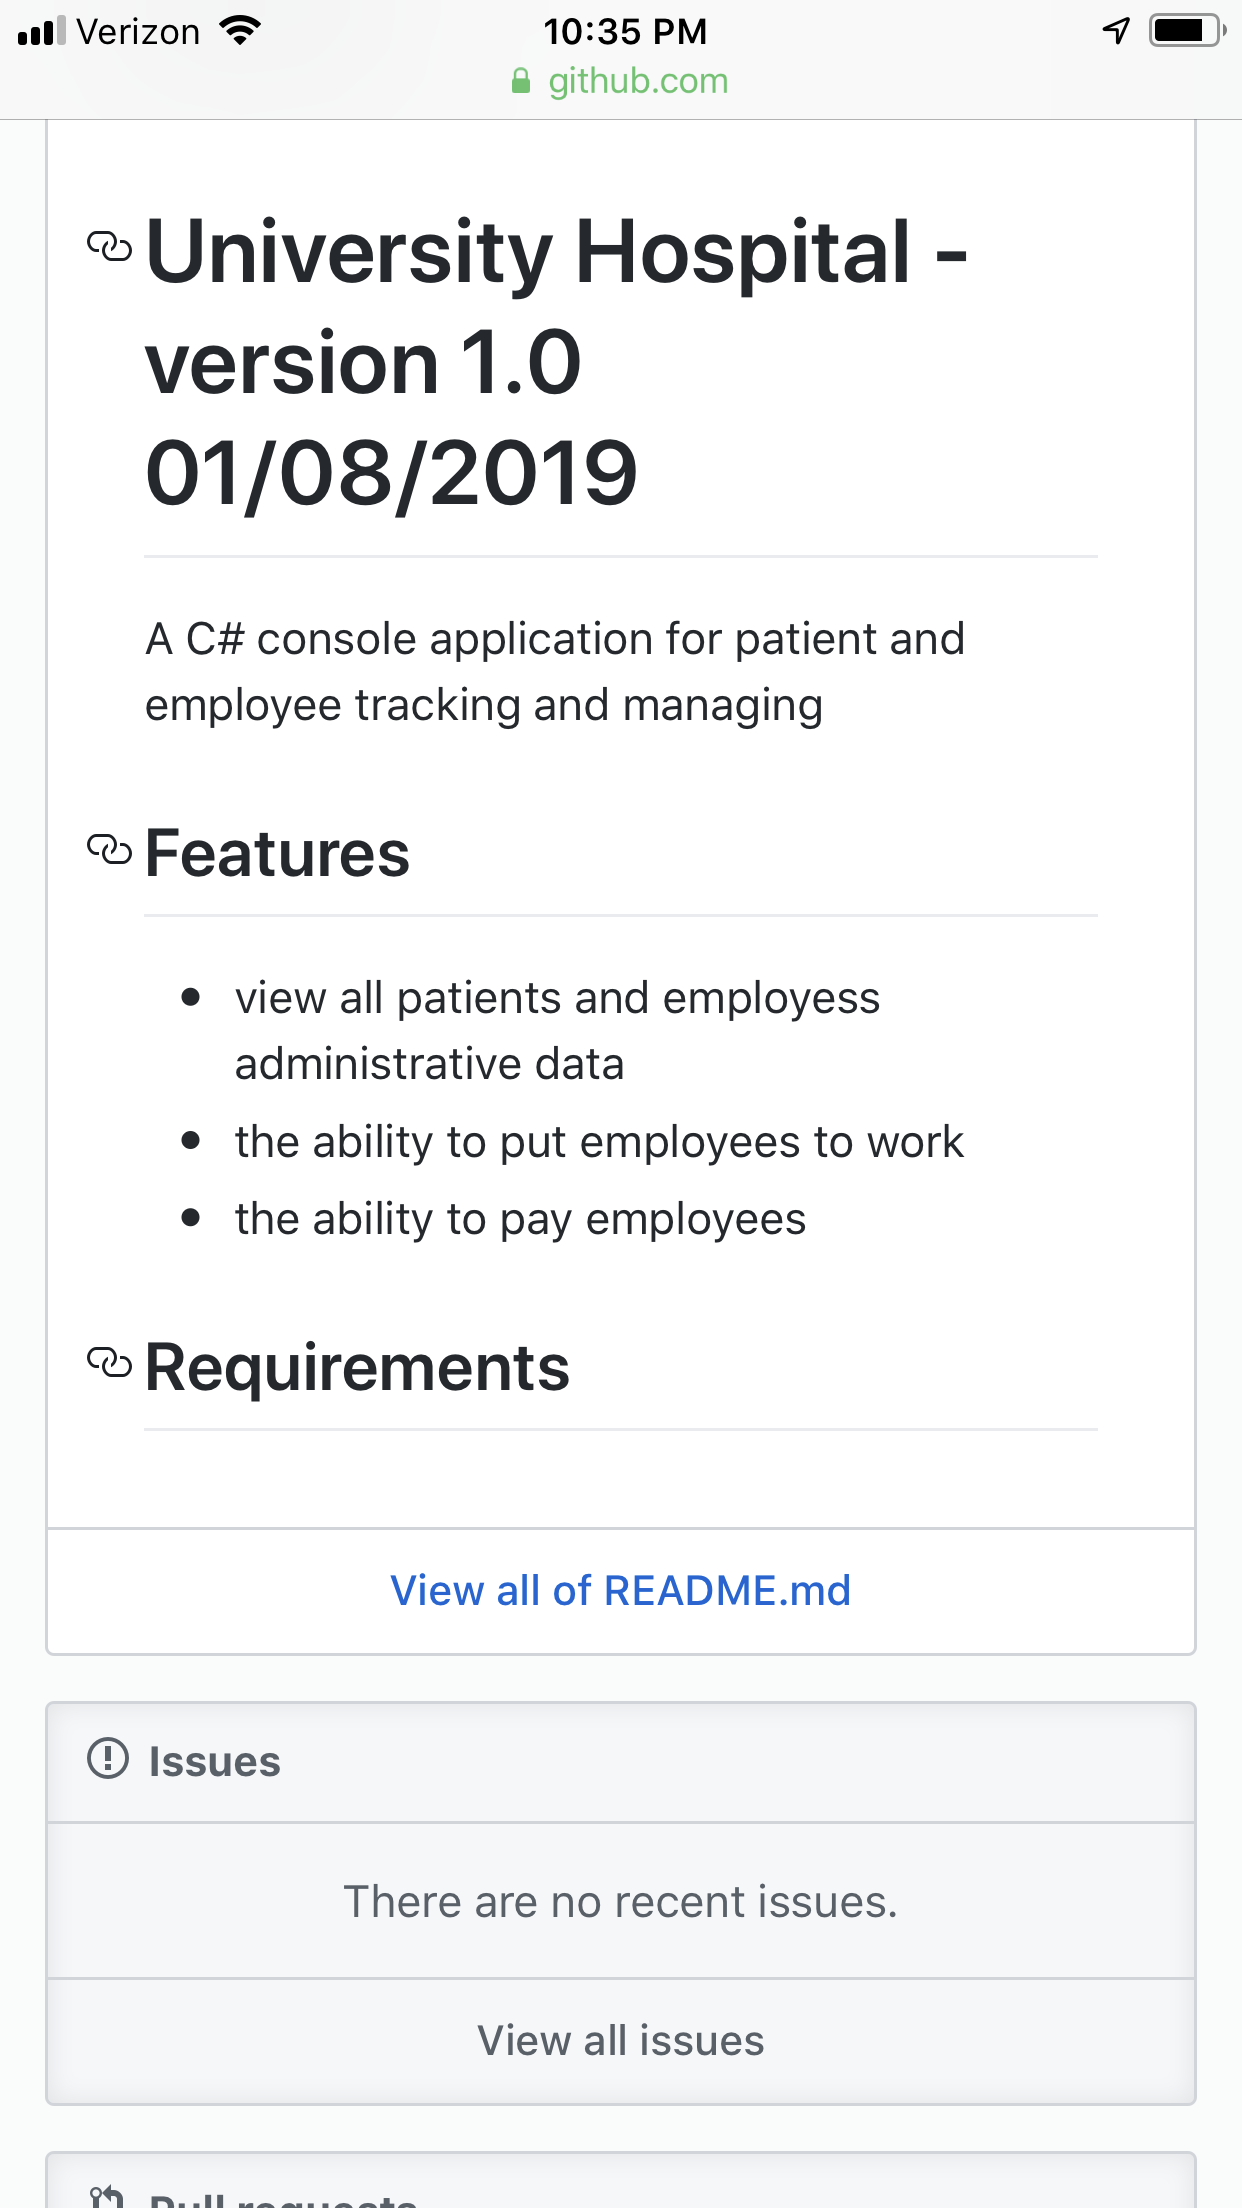 Verizon 10:35 PM
github.com
University Hospital -
version 1.0
01/08/2019
A C# console application for patient and
employee tracking and managing
Features
• view all patients and employess
administrative data
• the ability to put employees to work
• the ability to pay employees
Requirements
View all of README.md
Issues
There are no recent issues.
View all issues
Pull requests